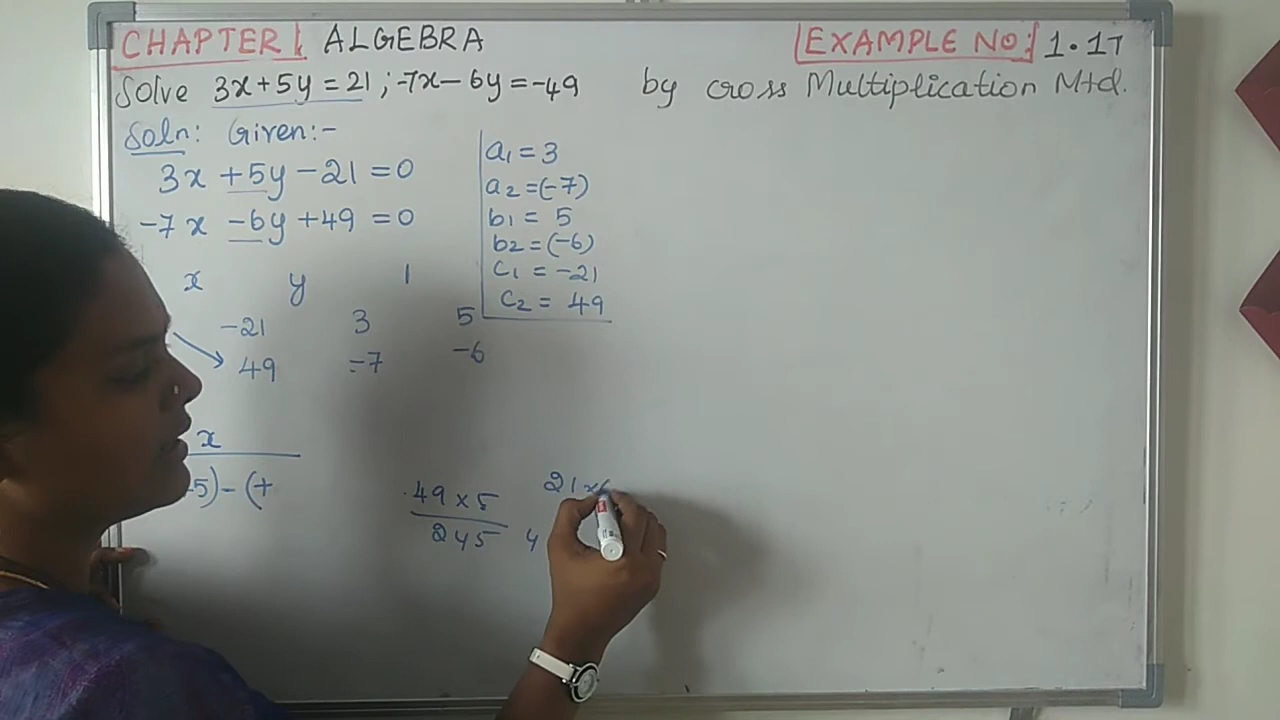 CHAPTER 1. ALGEBRA EXAMPLE NO: 1.17
Solve 3x+5y=21; -7x-6y=-49 by cross Multiplication Mtd.
Soln: Given:-
3x +5y -21 =0
-7x -6y +49 =0
a1 = 3
a2 =(-7)
b1 = 5
b2 =(-6)
c1 = -21
c2 = 49
x y 1
-21 3 5
49 -7 -6
x
5)-(+
49 x 5
245
4
21x6